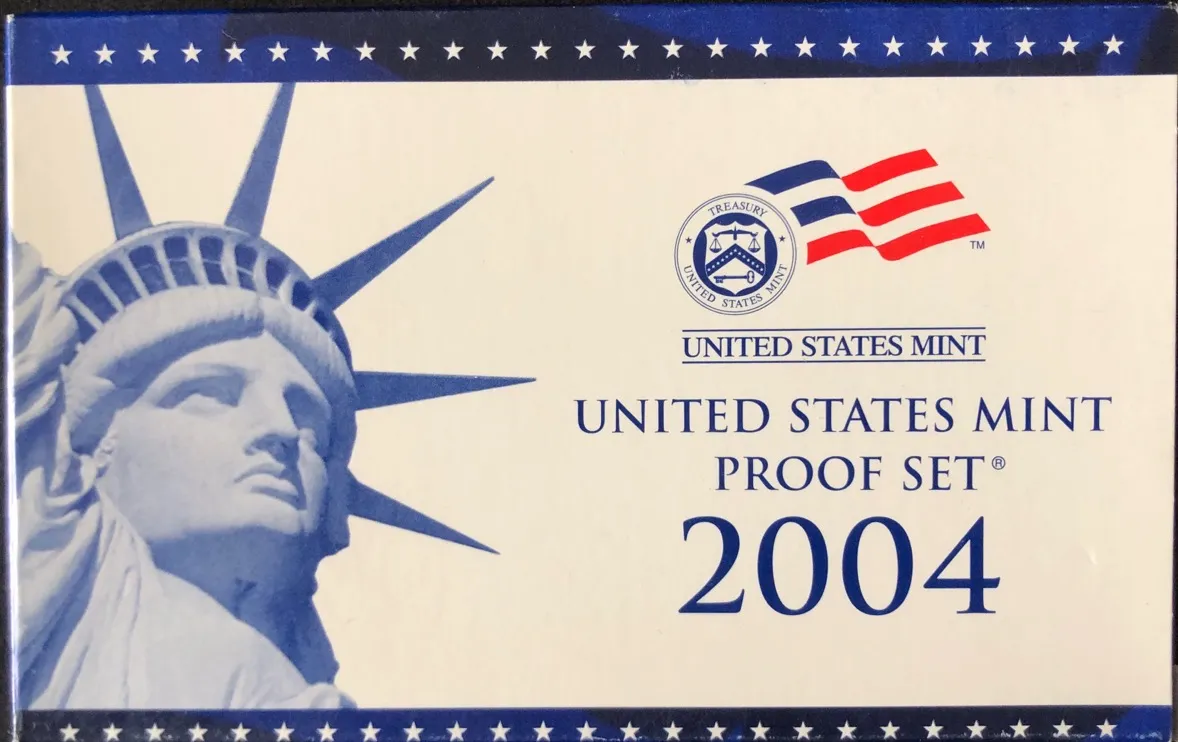 TREASURY
UNITED STATES MINT
TM
UNITED STATES MINT
UNITED STATES MINT
PROOF SET®
2004